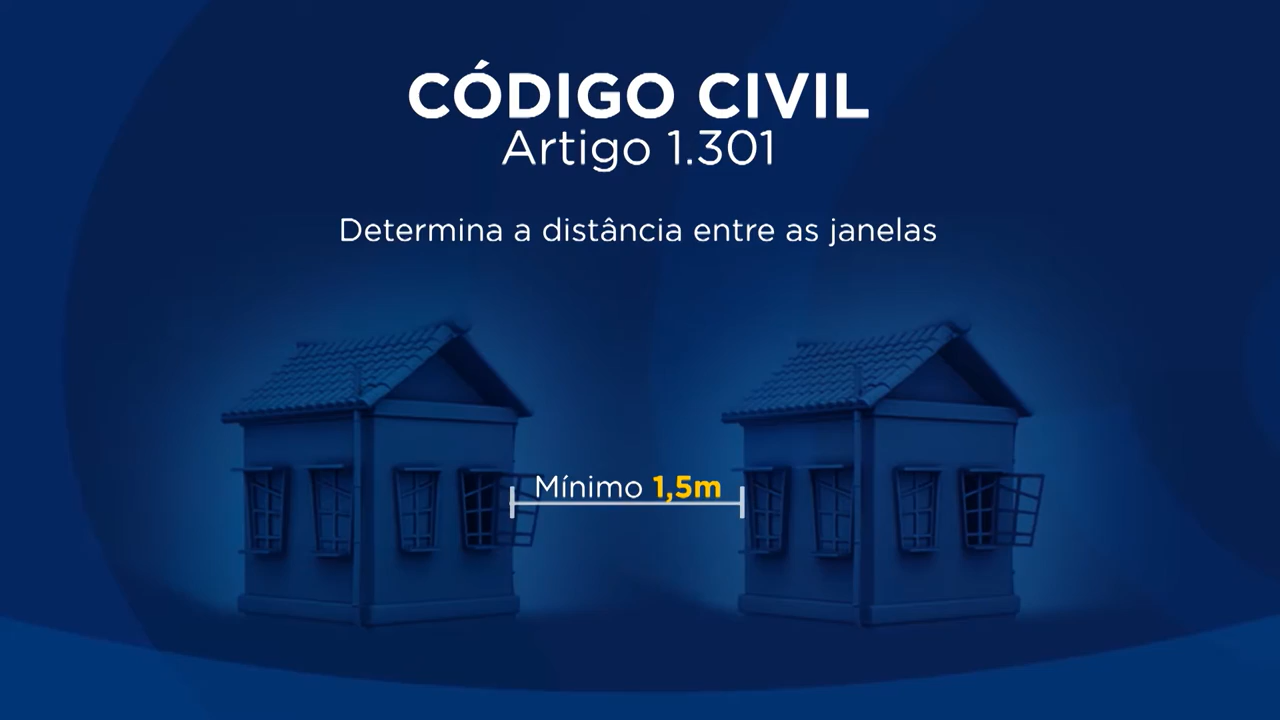 CÓDIGO CIVIL
Artigo 1.301
Determina a distância entre as janelas
Mínimo 1,5m